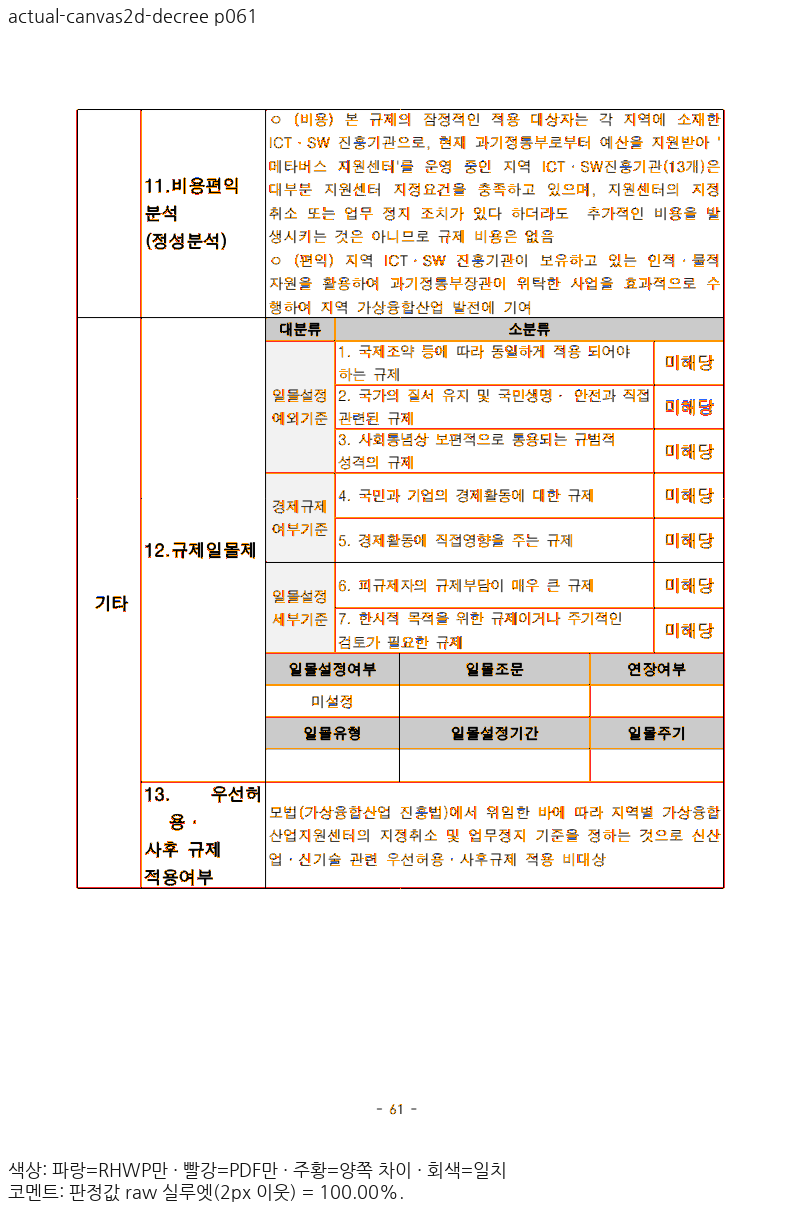 actual-canvas2d-decree p061
ㅇ (비용) 본 규제의 잠정적인 적용 대상자는 각 지역에 소재한
ICT·SW 진흥기관으로, 현재 과기정통부로부터 예산을 지원받아 '
메타버스 지원센터'를 운영 중인 지역 ICT·SW진흥기관(13개)은
대부분 지원센터 지정요건을 충족하고 있으며, 지원센터의 지정
취소 또는 업무 정지 조치가 있다 하더라도 추가적인 비용을 발
생시키는 것은 아니므로 규제 비용은 없음
ㅇ (편익) 지역 ICT·SW 진흥기관이 보유하고 있는 인적·물적
자원을 활용하여 과기정통부장관이 위탁한 사업을 효과적으로 수
행하여 지역 가상융합산업 발전에 기여
11.비용편익
분석
(정성분석)
기타
12.규제일몰제
대분류 소분류
일몰설정
예외기준
1. 국제조약 등에 따라 동일하게 적용 되어야
하는 규제
미해당
2. 국가의 질서 유지 및 국민생명· 안전과 직접
관련된 규제
미해당
3. 사회통념상 보편적으로 통용되는 규범적
성격의 규제
미해당
경제규제
여부기준
4. 국민과 기업의 경제활동에 대한 규제
미해당
5. 경제활동에 직접영향을 주는 규제
미해당
일몰설정
세부기준
6. 피규제자의 규제부담이 매우 큰 규제
미해당
7. 한시적 목적을 위한 규제이거나 주기적인
검토가 필요한 규제
미해당
일몰설정여부 일몰조문 연장여부
미설정
일몰유형 일몰설정기간 일몰주기
13. 우선허
용·
사후 규제
적용여부
모법(가상융합산업 진흥법)에서 위임한 바에 따라 지역별 가상융합
산업지원센터의 지정취소 및 업무정지 기준을 정하는 것으로 신산
업·신기술 관련 우선허용·사후규제 적용 비대상
- 61 -
색상: 파랑=RHWP만 · 빨강=PDF만 · 주황=양쪽 차이 · 회색=일치
코멘트: 판정값 raw 실루엣(2px 이웃) = 100.00%.